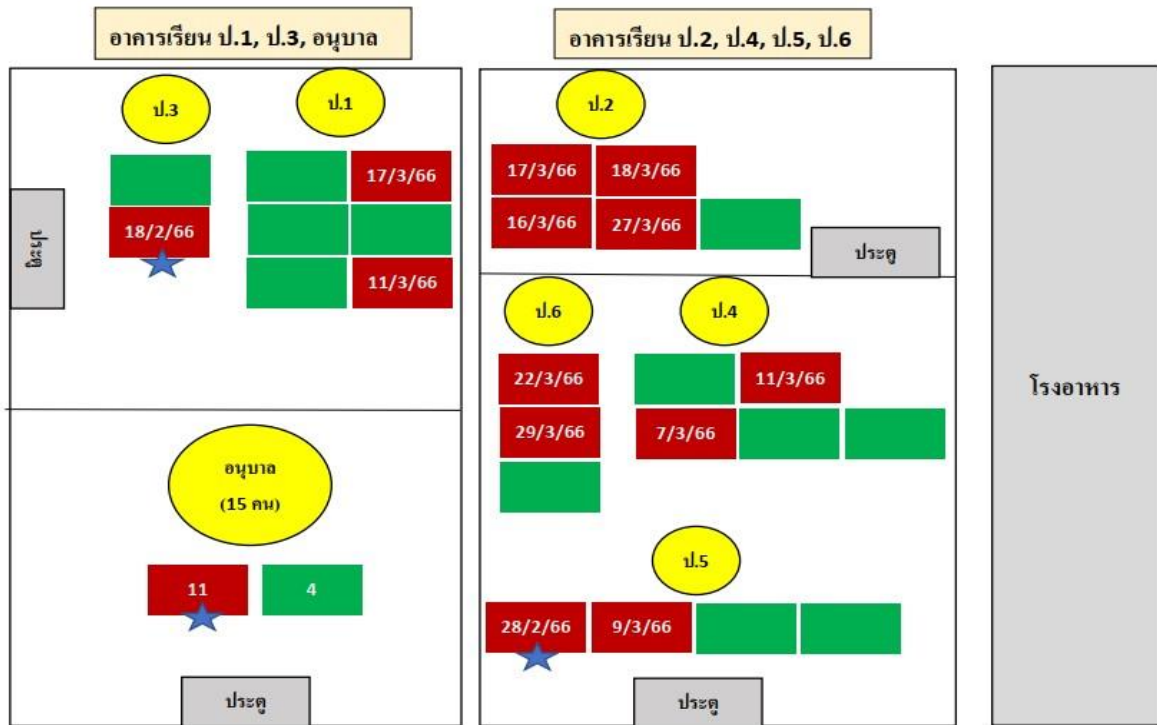 อาคารเรียน ป.1, ป.3, อนุบาล
อาคารเรียน ป.2, ป.4, ป.5, ป.6
ป.3
ป.1
17/3/66
18/2/66
11/3/66
ประตู
อนุบาล
(15 คน)
11
4
ประตู
ป.2
17/3/66
18/3/66
16/3/66
27/3/66
ประตู
ป.6
ป.4
22/3/66
11/3/66
29/3/66
7/3/66
ป.5
28/2/66
9/3/66
ประตู
โรงอาหาร